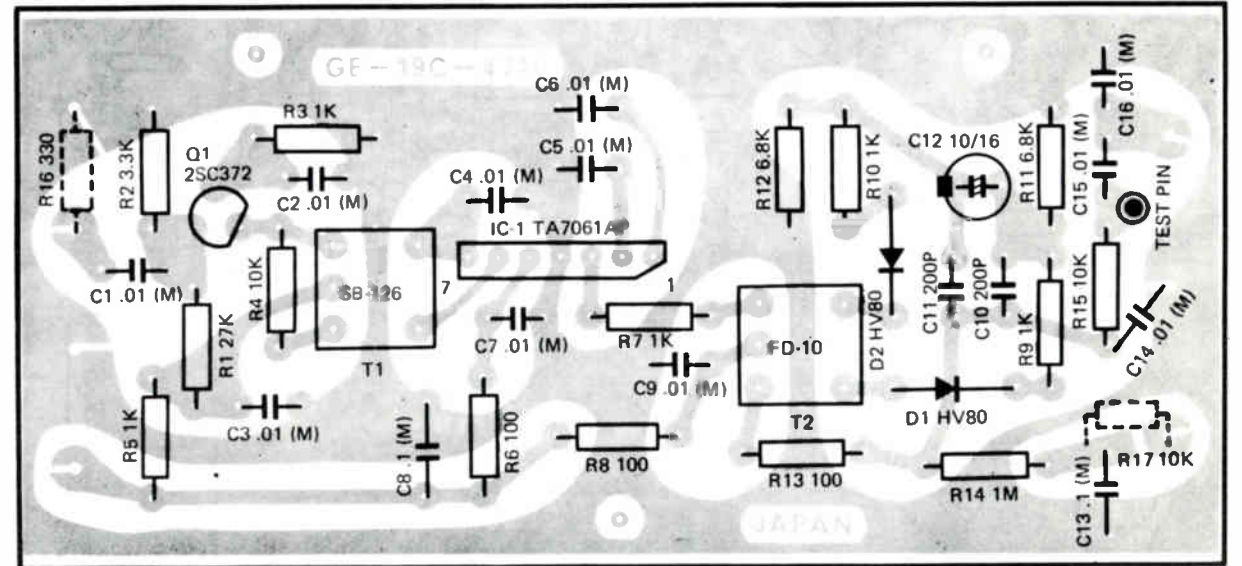 C6 .01 (M)
C16 .01 (M)
R3 1K
R16 330
R2 3.3K
Q1
2SC372
C5 .01 (M)
R12 6.8K
R10 1K
C12 10/16
R11 6.8K
C15 .01 (M)
C2 .01 (M)
C4 .01 (M)
TEST PIN
IC-1 TA7061AP
C1 .01 (M)
R4 10K
7
1
R1 27K
T1
C7 .01 (M)
R7 1K
C9 .01 (M)
FD-10
D2 HV80
C11 200P
C10 200P
R9 1K
R15 10K
C14 .01 (M)
R5 1K
C3 .01 (M)
C8 .1 (M)
R6 100
R8 100
T2
D1 HV80
R13 100
R14 1M
R17 10K
C13 .1 (M)
JAPAN